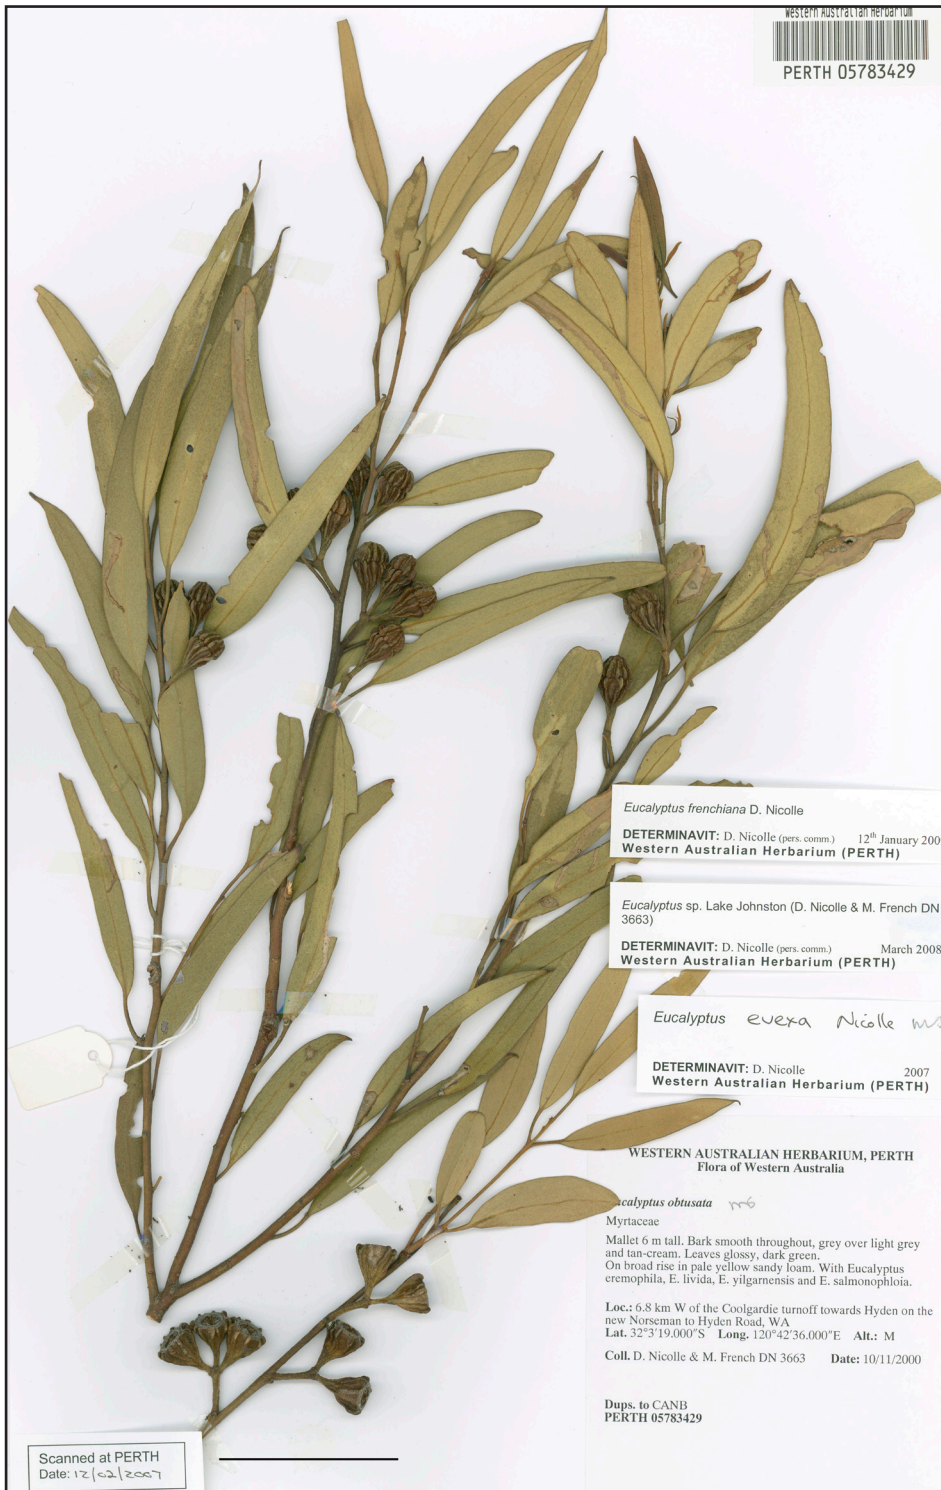 Western Australian Herbarium
PERTH 05783429
Eucalyptus frenchiana D. Nicolle
DETERMINAVIT: D. Nicolle (pers. comm.) 12th January 200
Western Australian Herbarium (PERTH)
Eucalyptus sp. Lake Johnston (D. Nicolle & M. French DN
3663)
DETERMINAVIT: D. Nicolle (pers. comm.) March 2008
Western Australian Herbarium (PERTH)
Eucalyptus evexa Nicolle ms
DETERMINAVIT: D. Nicolle 2007
Western Australian Herbarium (PERTH)
WESTERN AUSTRALIAN HERBARIUM, PERTH
Flora of Western Australia
calyptus obtusata
Myrtaceae
Mallet 6 m tall. Bark smooth throughout, grey over light grey
and tan-cream. Leaves glossy, dark green.
On broad rise in pale yellow sandy loam. With Eucalyptus
cremophila, E. livida, E. yilgarnensis and E. salmonophloia.
Loc.: 6.8 km W of the Coolgardie turnoff towards Hyden on the
new Norseman to Hyden Road, WA
Lat. 32°3'19.000"S Long. 120°42'36.000"E Alt.: M
Coll. D. Nicolle & M. French DN 3663 Date: 10/11/2000
Dups. to CANB
PERTH 05783429
Scanned at PERTH
Date: 12/02/2007